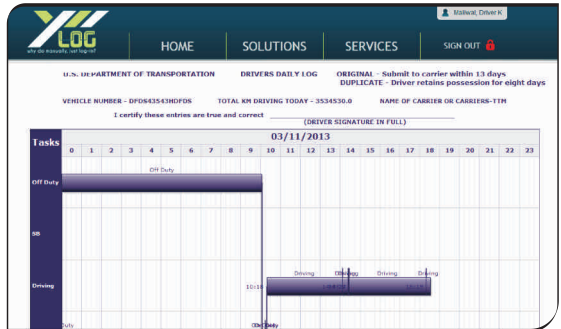 Maliwal, Driver K
YLOG
why do manually, just log-in!!
HOME
SOLUTIONS
SERVICES
SIGN OUT
U.S. DEPARTMENT OF TRANSPORTATION DRIVERS DAILY LOG ORIGINAL - Submit to carrier within 13 days
DUPLICATE - Driver retains possession for eight days
VEHICLE NUMBER - DFDS43543HDFDS TOTAL KM DRIVING TODAY - 3534530.0 NAME OF CARRIER OR CARRIERS-TTM
I certify these entries are true and correct
(DRIVER SIGNATURE IN FULL)
Tasks
03/11/2013
0 1 2 3 4 5 6 7 8 9 10 11 12 13 14 15 16 17 18 19 20 21 22 23
Off Duty
Off Duty
SB
Driving Driving Driving
Driving
10:18
Duty